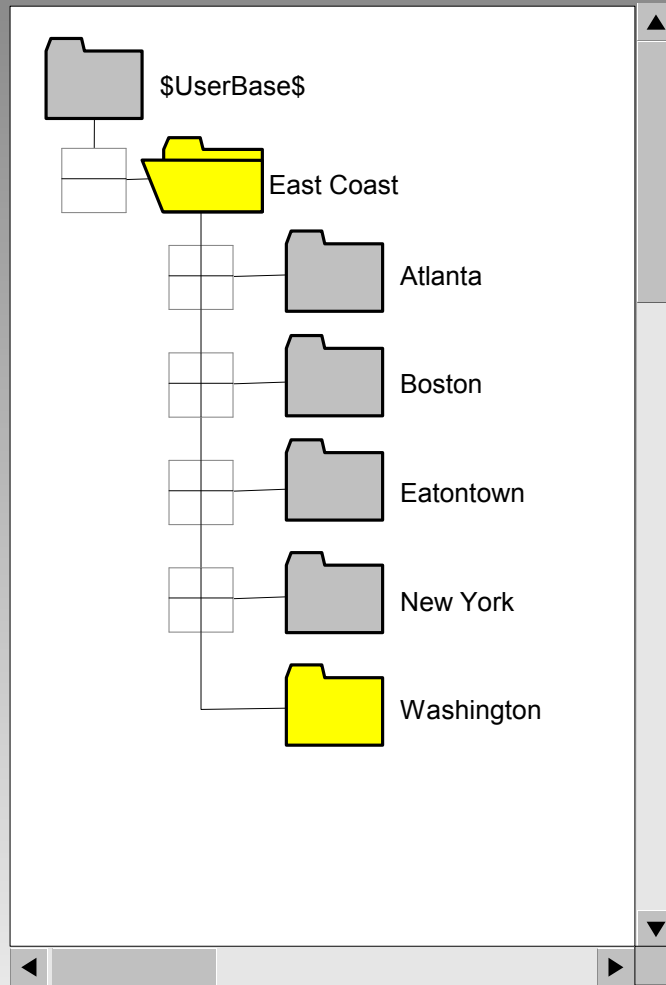 $UserBase$
East Coast
Atlanta
Boston
Eatontown
New York
Washington